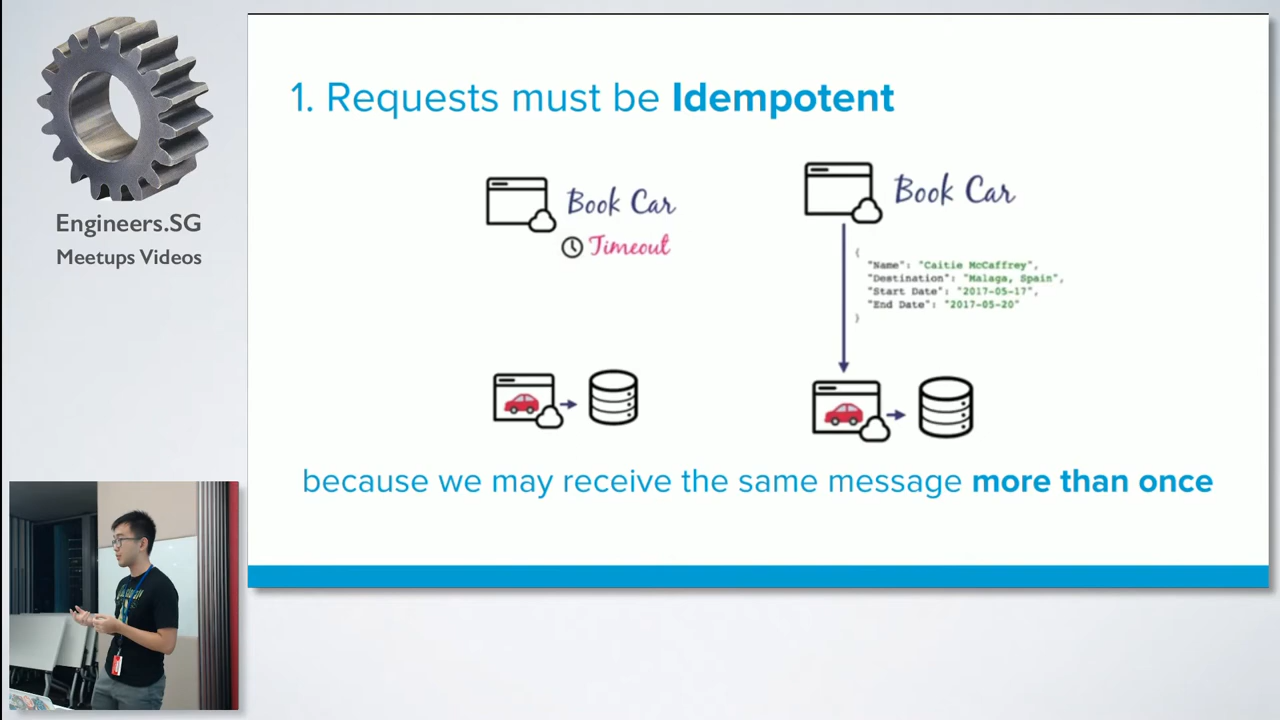 Engineers.SG
Meetups Videos
1. Requests must be Idempotent
Book Car
Timeout
Book Car
{
"Name": "Caitie McCaffrey",
"Destination": "Malaga, Spain",
"Start Date": "2017-05-17",
"End Date": "2017-05-20"
}
because we may receive the same message more than once